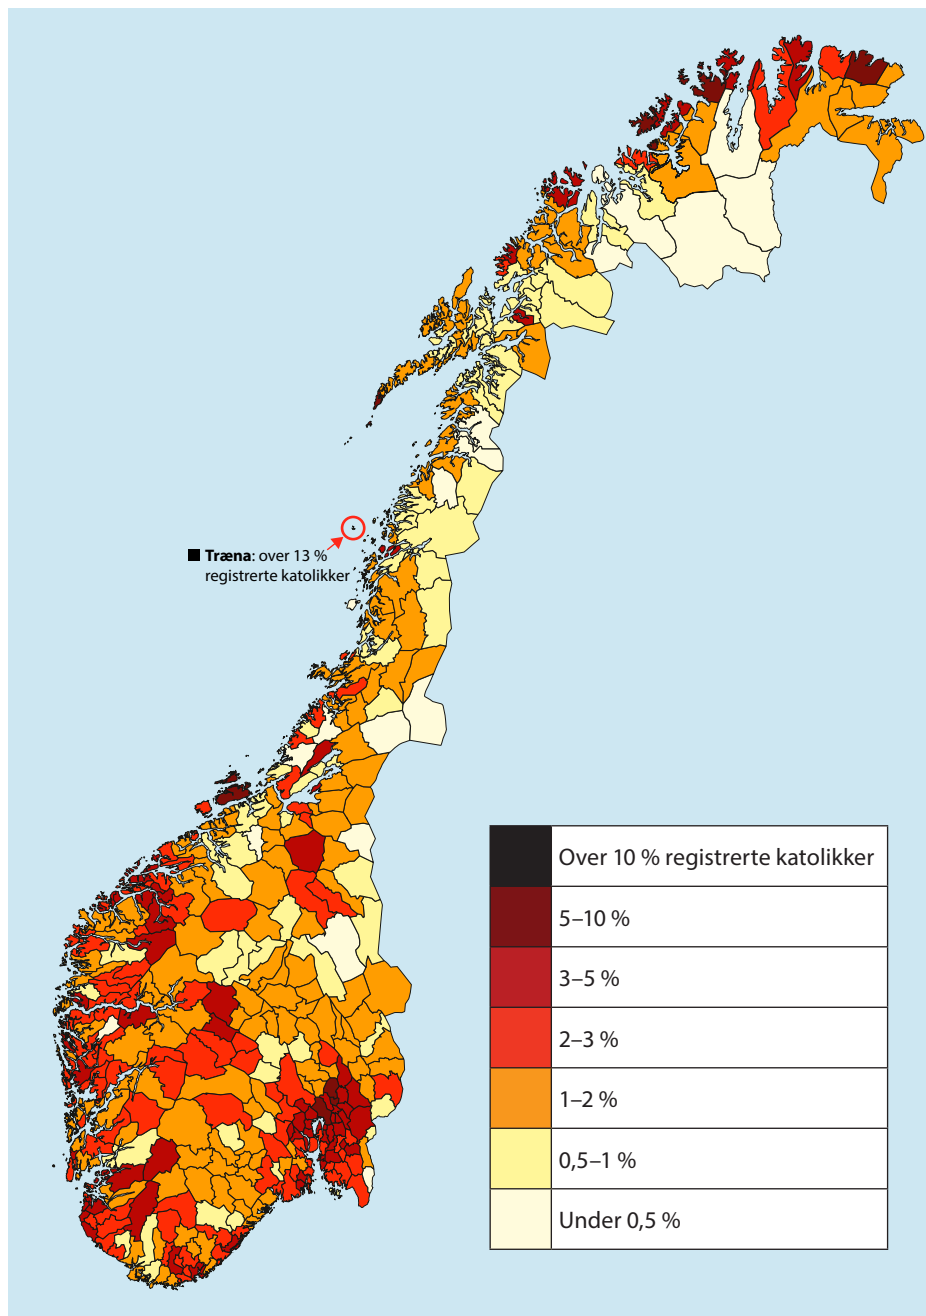 Træna: over 13 %
registrerte katolikker
Over 10 % registrerte katolikker
5–10 %
3–5 %
2–3 %
1–2 %
0,5–1 %
Under 0,5 %